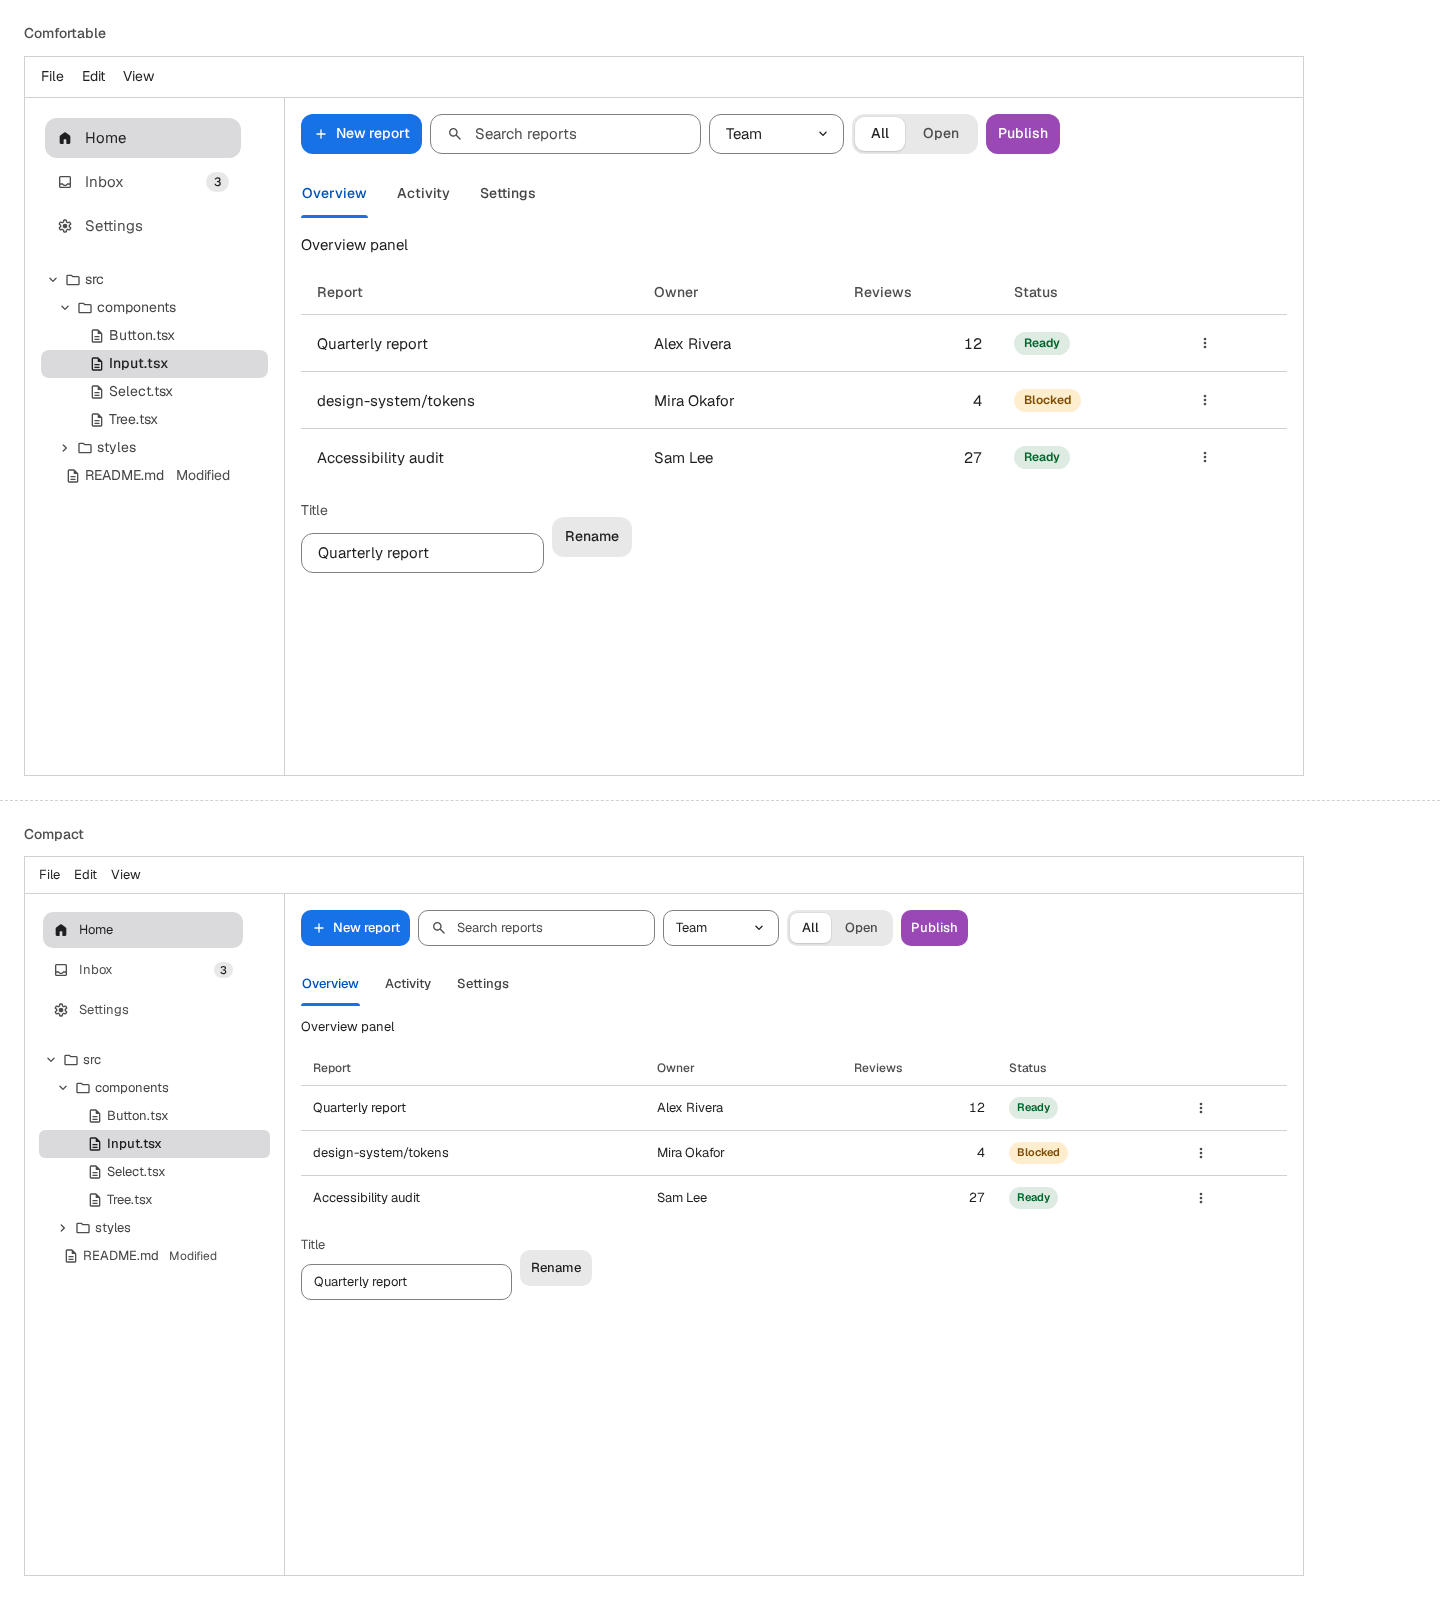 Comfortable
File Edit View
Home
Inbox 3
Settings
src
components
Button.tsx
Input.tsx
Select.tsx
Tree.tsx
styles
README.md Modified
New report Search reports Team All Open Publish
Overview Activity Settings
Overview panel
Report Owner Reviews Status
Quarterly report Alex Rivera 12 Ready
design-system/tokens Mira Okafor 4 Blocked
Accessibility audit Sam Lee 27 Ready
Title
Quarterly report Rename
Compact
File Edit View
Home
Inbox 3
Settings
src
components
Button.tsx
Input.tsx
Select.tsx
Tree.tsx
styles
README.md Modified
New report Search reports Team All Open Publish
Overview Activity Settings
Overview panel
Report Owner Reviews Status
Quarterly report Alex Rivera 12 Ready
design-system/tokens Mira Okafor 4 Blocked
Accessibility audit Sam Lee 27 Ready
Title
Quarterly report Rename